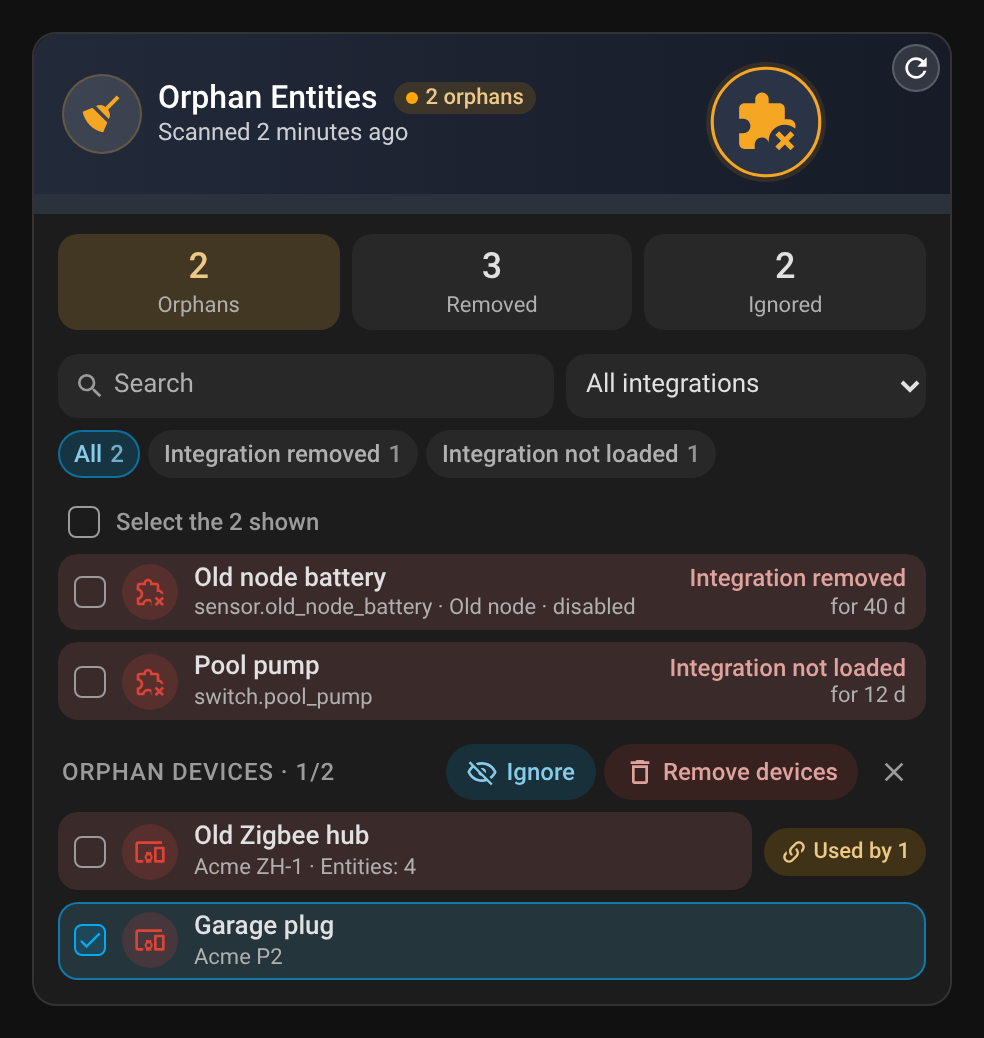 Orphan Entities
2 orphans
Scanned 2 minutes ago
2
Orphans
3
Removed
2
Ignored
Search
All integrations
All 2
Integration removed 1
Integration not loaded 1
Select the 2 shown
Old node battery
Integration removed
sensor.old_node_battery · Old node · disabled
for 40 d
Pool pump
Integration not loaded
switch.pool_pump
for 12 d
ORPHAN DEVICES · 1/2
Ignore
Remove devices
Old Zigbee hub
Acme ZH-1 · Entities: 4
Used by 1
Garage plug
Acme P2